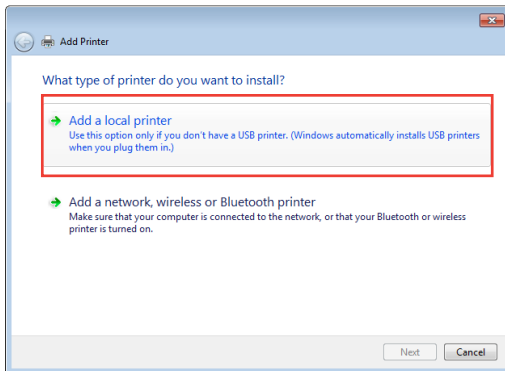 Add Printer
What type of printer do you want to install?
Add a local printer
Use this option only if you don't have a USB printer. (Windows automatically installs USB printers
when you plug them in.)
Add a network, wireless or Bluetooth printer
Make sure that your computer is connected to the network, or that your Bluetooth or wireless
printer is turned on.
Next Cancel